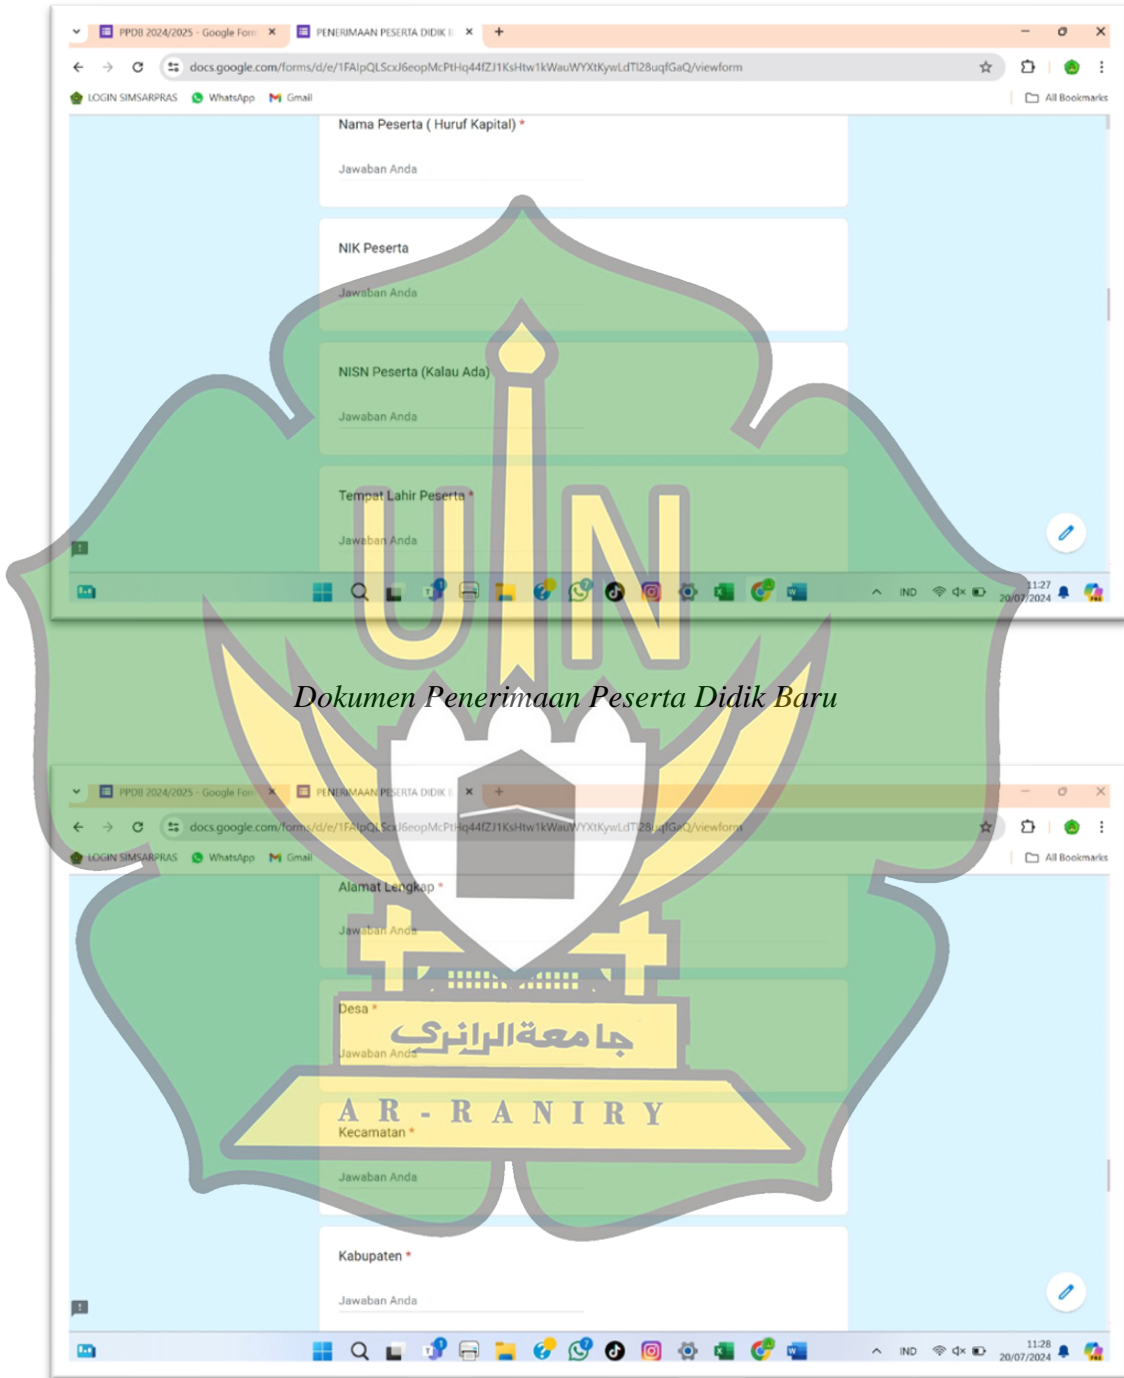 PPDB 2024/2025 - Google Form
PENERIMAAN PESERTA DIDIK B
docs.google.com/forms/d/e/1FAIpQLScxJ6eopMcPtHq44fZJ1KsHtw1kWauWYXtKywLdTl28uqfGaQ/viewform
LOGIN SIMSARPRAS WhatsApp Gmail All Bookmarks
Nama Peserta ( Huruf Kapital) *
Jawaban Anda
NIK Peserta
Jawaban Anda
NISN Peserta (Kalau Ada)
Jawaban Anda
Tempat Lahir Peserta *
Jawaban Anda
UIN
IND
11:27
20/07/2024
Dokumen Penerimaan Peserta Didik Baru
PPDB 2024/2025 - Google Form
PENERIMAAN PESERTA DIDIK B
docs.google.com/forms/d/e/1FAIpQLScxJ6eopMcPtHq44fZJ1KsHtw1kWauWYXtKywLdTl28uqfGaQ/viewform
LOGIN SIMSARPRAS WhatsApp Gmail All Bookmarks
Alamat Lengkap *
Jawaban Anda
Desa *
جامعة الرانري
Jawaban Anda
AR-RANIRY
Kecamatan *
Jawaban Anda
Kabupaten *
Jawaban Anda
IND
11:28
20/07/2024